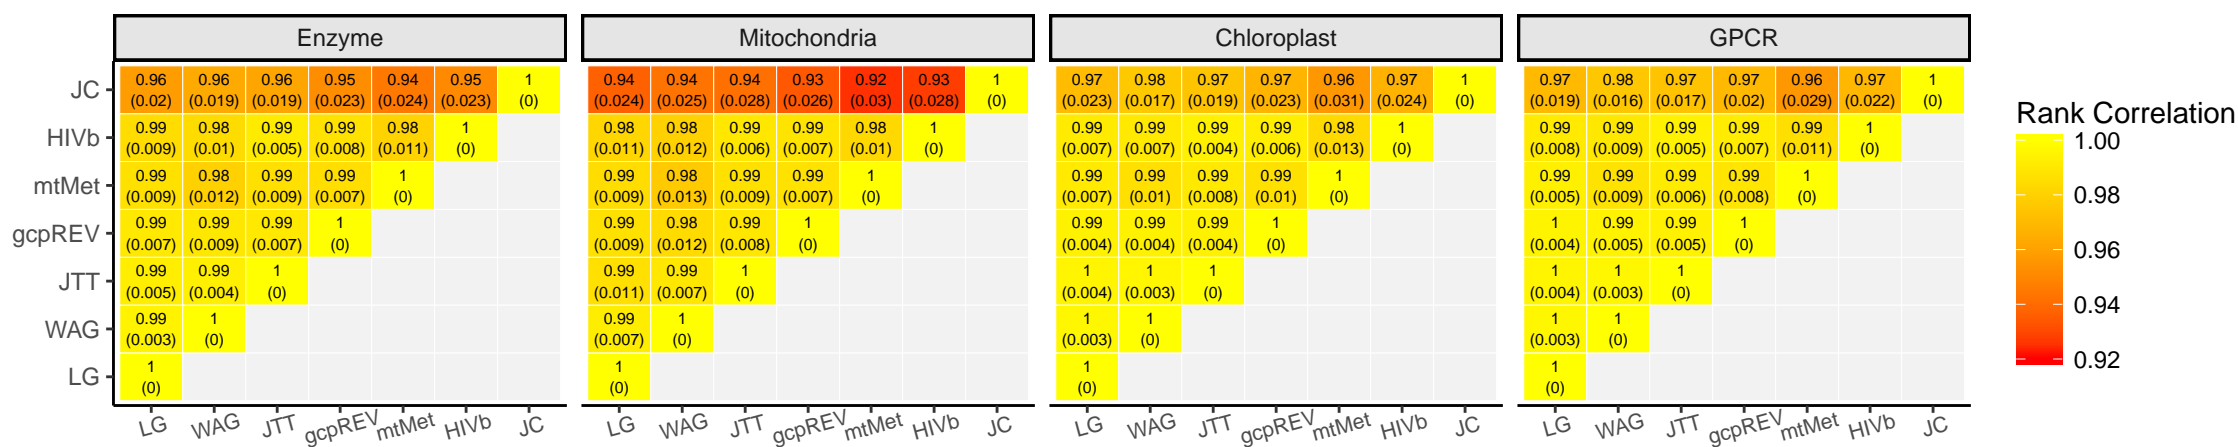 Enzyme Mitochondria Chloroplast GPCR
JC 0.96 0.96 0.96 0.95 0.94 0.95 1 0.94 0.94 0.94 0.93 0.92 0.93 1 0.97 0.98 0.97 0.97 0.96 0.97 1 0.97 0.98 0.97 0.97 0.96 0.97 1
(0.02) (0.019) (0.019) (0.023) (0.024) (0.023) (0) (0.024) (0.025) (0.028) (0.026) (0.03) (0.028) (0) (0.023) (0.017) (0.019) (0.023) (0.031) (0.024) (0) (0.019) (0.016) (0.017) (0.02) (0.029) (0.022) (0)
HIVb 0.99 0.98 0.99 0.99 0.98 1 0.98 0.98 0.99 0.99 0.98 1 0.99 0.99 0.99 0.99 0.98 1 0.99 0.99 0.99 0.99 0.99 1
(0.009) (0.01) (0.005) (0.008) (0.011) (0) (0.011) (0.012) (0.006) (0.007) (0.01) (0) (0.007) (0.007) (0.004) (0.006) (0.013) (0) (0.008) (0.009) (0.005) (0.007) (0.011) (0)
mtMet 0.99 0.98 0.99 0.99 1 0.99 0.98 0.99 0.99 1 0.99 0.99 0.99 0.99 1 0.99 0.99 0.99 0.99 1
(0.009) (0.012) (0.009) (0.007) (0) (0.009) (0.013) (0.009) (0.007) (0) (0.007) (0.01) (0.008) (0.01) (0) (0.005) (0.009) (0.006) (0.008) (0)
gcpREV 0.99 0.99 0.99 1 0.99 0.98 0.99 1 0.99 0.99 0.99 1 1 0.99 0.99 1
(0.007) (0.009) (0.007) (0) (0.009) (0.012) (0.008) (0) (0.004) (0.004) (0.004) (0) (0.004) (0.005) (0.005) (0)
JTT 0.99 0.99 1 0.99 0.99 1 1 1 1 1 1 1
(0.005) (0.004) (0) (0.011) (0.007) (0) (0.004) (0.003) (0) (0.004) (0.003) (0)
WAG 0.99 1 0.99 1 1 1 1 1
(0.003) (0) (0.007) (0) (0.003) (0) (0.003) (0)
LG 1 1 1 1
(0) (0) (0) (0)
LG WAG JTT gcpREV mtMet HIVb JC LG WAG JTT gcpREV mtMet HIVb JC LG WAG JTT gcpREV mtMet HIVb JC LG WAG JTT gcpREV mtMet HIVb JC
Rank Correlation
1.00
0.98
0.96
0.94
0.92